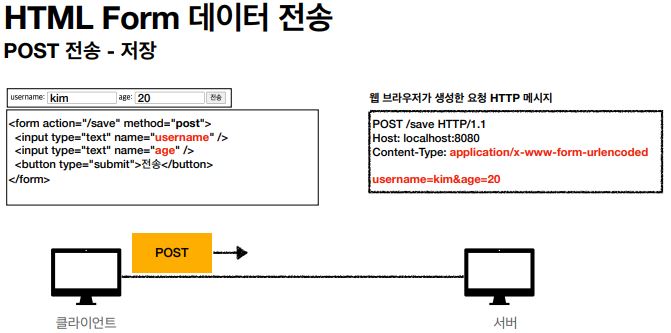 HTML Form 데이터 전송
POST 전송 - 저장
username: kim age: 20 전송
<form action="/save" method="post">
<input type="text" name="username" />
<input type="text" name="age" />
<button type="submit">전송</button>
</form>
웹 브라우저가 생성한 요청 HTTP 메시지
POST /save HTTP/1.1
Host: localhost:8080
Content-Type: application/x-www-form-urlencoded
username=kim&age=20
POST
클라이언트
서버